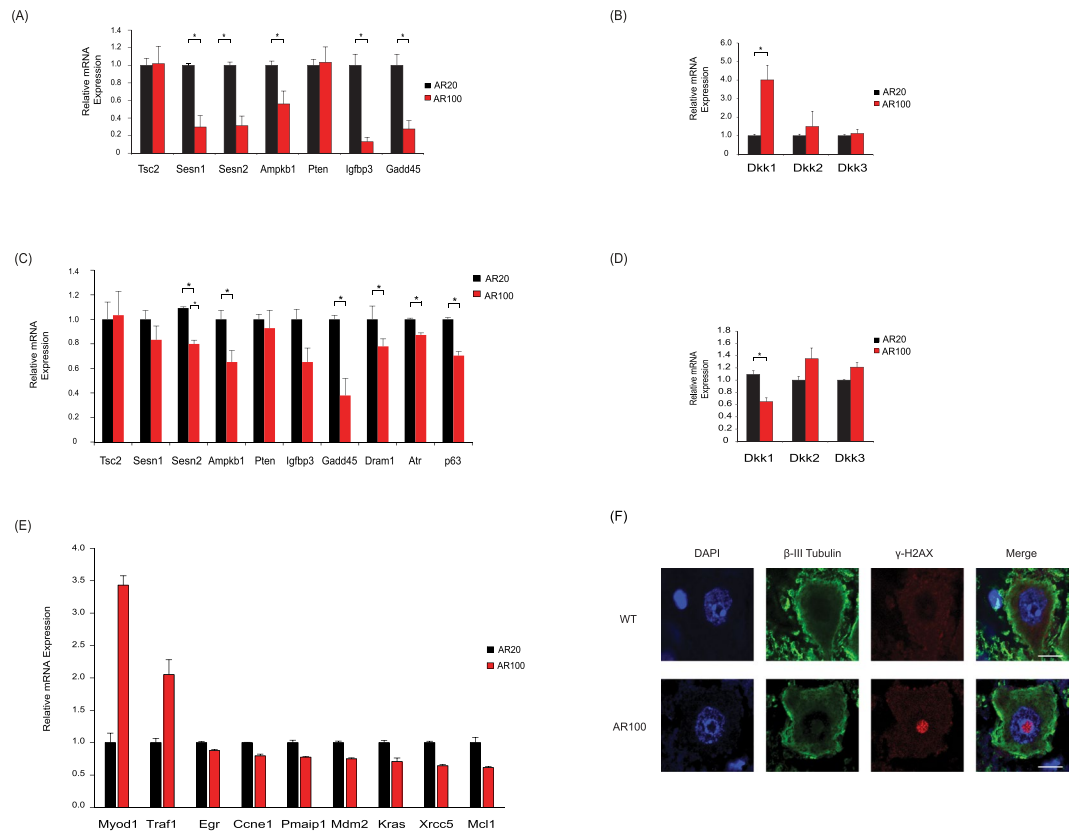 (A)
Relative mRNA
Expression
1.4
1.2
1.0
0.8
0.6
0.4
0.2
0
* * * * *
AR20
AR100
Tsc2 Sesn1 Sesn2 Ampkb1 Pten Igfbp3 Gadd45
(B)
Relative mRNA
Expression
6.0
5.0
4.0
2.0
1.0
0
*
AR20
AR100
Dkk1 Dkk2 Dkk3
(C)
Relative mRNA
Expression
1.4
1.2
1.0
0.8
0.6
0.4
0.2
0
* * * * * * *
AR20
AR100
Tsc2 Sesn1 Sesn2 Ampkb1 Pten Igfbp3 Gadd45 Dram1 Atr p63
(D)
Relative mRNA
Expression
1.8
1.6
1.4
1.2
1.0
0.8
0.6
0.4
0.2
0
*
AR20
AR100
Dkk1 Dkk2 Dkk3
(E)
Relative mRNA Expression
4.0
3.5
3.0
2.5
2.0
1.5
1.0
0.5
0.0
AR20
AR100
Myod1 Traf1 Egr Ccne1 Pmaip1 Mdm2 Kras Xrcc5 Mcl1
(F)
DAPI β-III Tubulin γ-H2AX Merge
WT
AR100